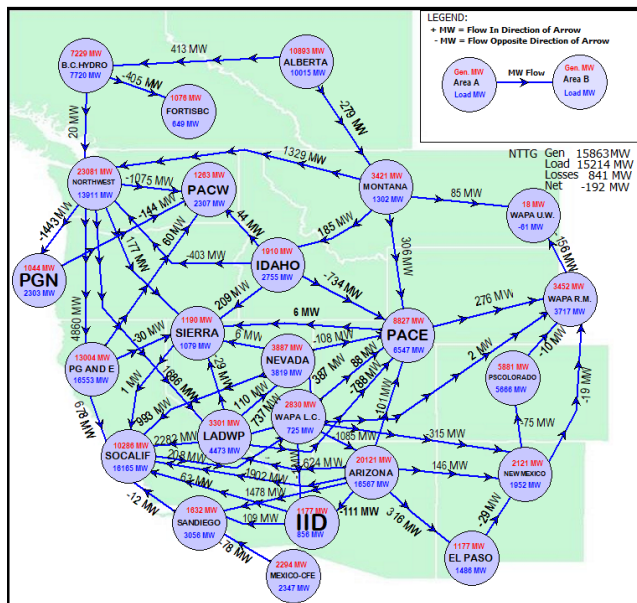 LEGEND:
+ MW = Flow In Direction of Arrow
- MW = Flow Opposite Direction of Arrow
Gen. MW
Area A
Load MW
MW Flow
Gen. MW
Area B
Load MW
NTTG Gen 15863MW
Load 15214 MW
Losses 841 MW
Net -192 MW
7229 MW
B.C.HYDRO
7720 MW
413 MW
10893 MW
ALBERTA
10015 MW
-405 MW
1076 MW
FORTISBC
649 MW
-279 MW
20 MW
1329 MW
23081 MW
NORTHWEST
13911 MW
-1075 MW
1263 MW
PACW
2307 MW
3421 MW
MONTANA
1302 MW
85 MW
18 MW
WAPA U.W.
-61 MW
-1443 MW
-144 MW
60 MW
44 MW
185 MW
306 MW
-156 MW
177 MW
-403 MW
1044 MW
PGN
2303 MW
1910 MW
IDAHO
2755 MW
-734 MW
3452 MW
WAPA R.M.
3717 MW
209 MW
276 MW
4860 MW
-30 MW
1190 MW
SIERRA
1079 MW
6 MW
6 MW
-108 MW
8827 MW
PACE
6547 MW
13004 MW
PG AND E
16553 MW
3887 MW
NEVADA
3819 MW
387 MW
88 MW
-788 MW
2 MW
-10 MW
-19 MW
3881 MW
PSCOLORADO
5666 MW
1 MW
1686 MW
-29 MW
110 MW
737 MW
-101 MW
678 MW
993 MW
2830 MW
WAPA L.C.
725 MW
-75 MW
3301 MW
LADWP
4473 MW
1085 MW
-315 MW
10286 MW
SOCALIF
16165 MW
2282 MW
208 MW
-624 MW
1902 MW
20121 MW
ARIZONA
16567 MW
146 MW
2121 MW
NEW MEXICO
1952 MW
63 MW
1478 MW
-12 MW
1632 MW
SANDIEGO
3056 MW
109 MW
1177 MW
IID
856 MW
-111 MW
316 MW
-29 MW
-78 MW
2294 MW
MEXICO-CFE
2347 MW
1177 MW
EL PASO
1486 MW